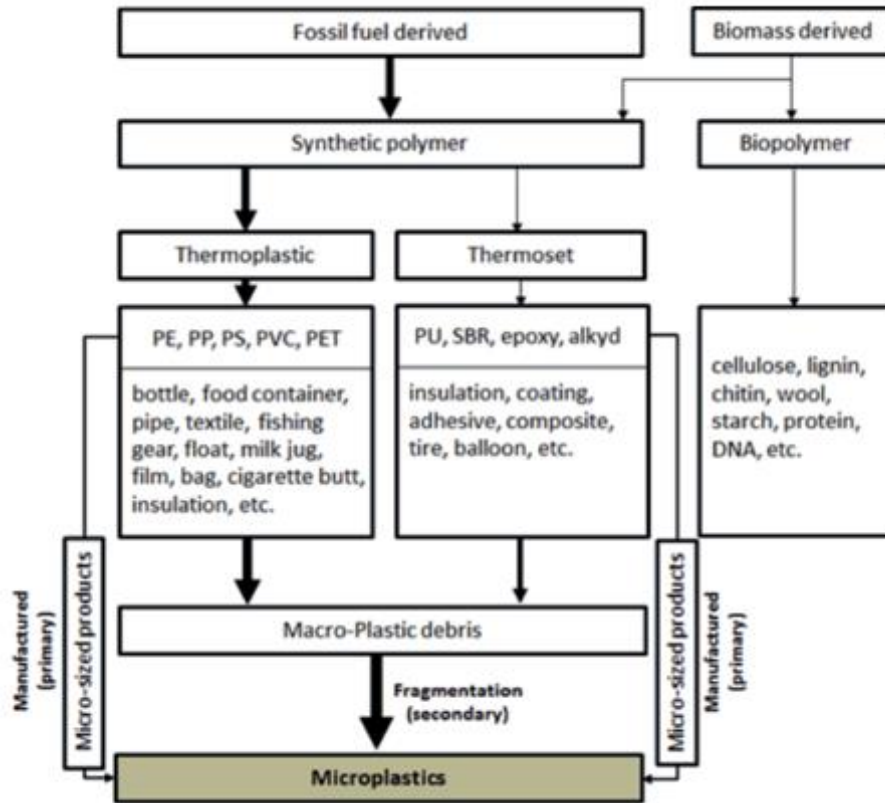 Fossil fuel derived
Biomass derived
Synthetic polymer
Biopolymer
Thermoplastic
Thermoset
PE, PP, PS, PVC, PET
bottle, food container,
pipe, textile, fishing
gear, float, milk jug,
film, bag, cigarette butt,
insulation, etc.
PU, SBR, epoxy, alkyd
insulation, coating,
adhesive, composite,
tire, balloon, etc.
cellulose, lignin,
chitin, wool,
starch, protein,
DNA, etc.
Manufactured
(primary)
Micro-sized products
Macro-Plastic debris
Micro-sized products
Manufactured
(primary)
Fragmentation
(secondary)
Microplastics